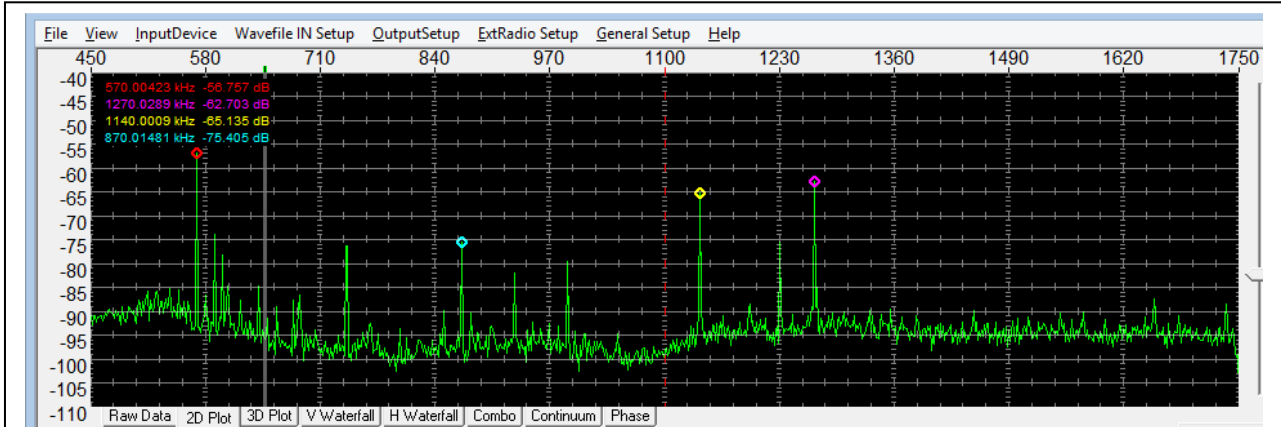 File View InputDevice Wavefile IN Setup OutputSetup ExtRadio Setup General Setup Help
450 580 710 840 970 1100 1230 1360 1490 1620 1750
-40
570.00423 kHz -56.757 dB
-45
1270.0289 kHz -62.703 dB
1140.0009 kHz -65.135 dB
-50
870.01481 kHz -75.405 dB
-55
-60
-65
-70
-75
-80
-85
-90
-95
-100
-105
-110 Raw Data 2D Plot 3D Plot V Waterfall H Waterfall Combo Continuum Phase